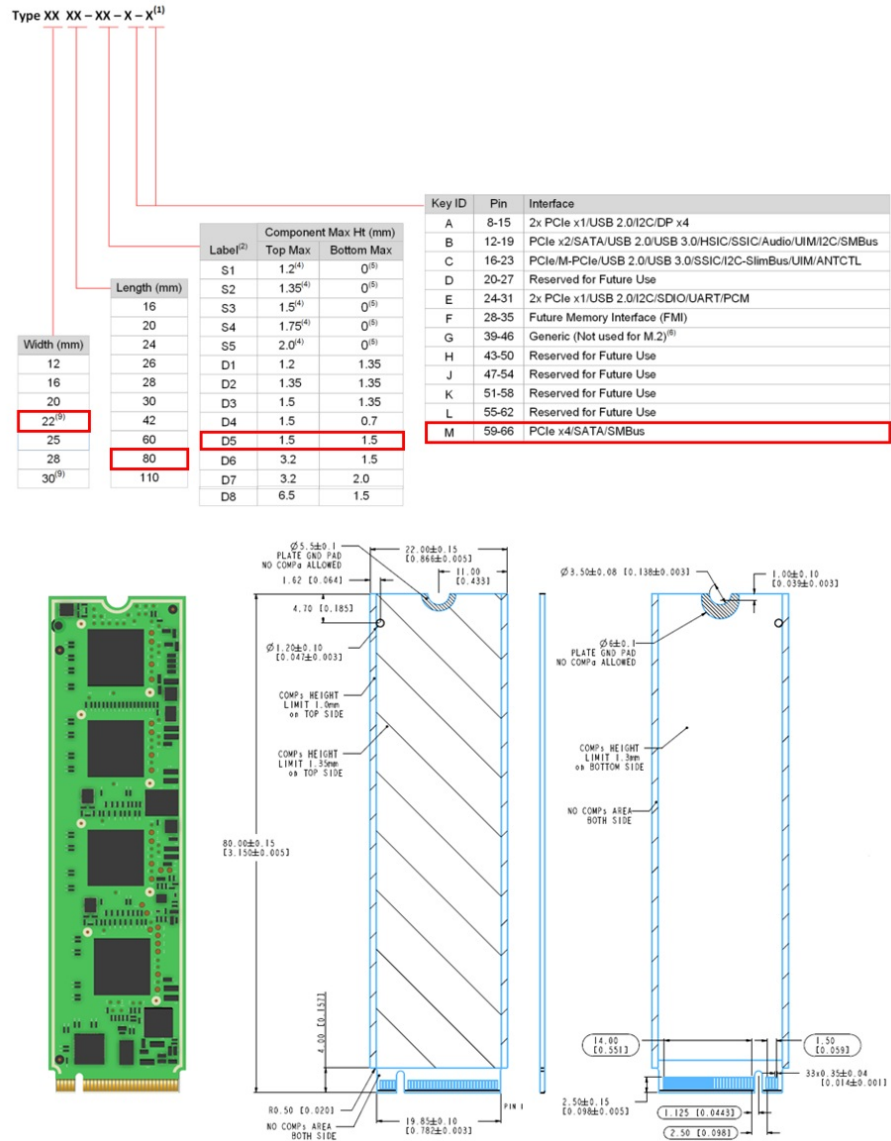 Type XX XX – XX – X – X(1)
Key ID Pin Interface
A 8-15 2x PCIe x1/USB 2.0/I2C/DP x4
B 12-19 PCIe x2/SATA/USB 2.0/USB 3.0/HSIC/SSIC/Audio/UIM/I2C/SMBus
C 16-23 PCIe/M-PCIe/USB 2.0/USB 3.0/SSIC/I2C-SlimBus/UIM/ANTCTL
D 20-27 Reserved for Future Use
E 24-31 2x PCIe x1/USB 2.0/I2C/SDIO/UART/PCM
F 28-35 Future Memory Interface (FMI)
G 39-46 Generic (Not used for M.2)(6)
H 43-50 Reserved for Future Use
J 47-54 Reserved for Future Use
K 51-58 Reserved for Future Use
L 55-62 Reserved for Future Use
M 59-66 PCIe x4/SATA/SMBus
Component Max Ht (mm)
Label(2) Top Max Bottom Max
S1 1.2(4) 0(5)
S2 1.35(4) 0(5)
S3 1.5(4) 0(5)
S4 1.75(4) 0(5)
S5 2.0(4) 0(5)
D1 1.2 1.35
D2 1.35 1.35
D3 1.5 1.35
D4 1.5 0.7
D5 1.5 1.5
D6 3.2 1.5
D7 3.2 2.0
D8 6.5 1.5
Length (mm)
16
20
24
26
28
30
42
60
80
110
Width (mm)
12
16
20
22(9)
25
28
30(9)
Ø5.5±0.1
PLATE GND PAD
NO COMPa ALLOWED
22.00±0.15
[0.866±0.005]
11.00
[0.433]
1.62 [0.064]
4.70 [0.185]
Ø1.20±0.10
[0.047±0.003]
COMPs HEIGHT
LIMIT 1.0mm
on TOP SIDE
COMPs HEIGHT
LIMIT 1.35mm
on TOP SIDE
80.00±0.15
[3.150±0.005]
4.00 [0.157]
R0.50 [0.020]
NO COMPs AREA
BOTH SIDE
19.85±0.10
[0.782±0.003]
PIN 1
Ø3.50±0.08 [0.138±0.003]
1.00±0.10
[0.039±0.003]
Ø6±0.1
PLATE GND PAD
NO COMPa ALLOWED
COMPs HEIGHT
LIMIT 1.3mm
on BOTTOM SIDE
NO COMPs AREA
BOTH SIDE
14.00
[0.551]
1.50
[0.059]
33x0.35±0.04
[0.014±0.001]
2.50±0.15
[0.098±0.005]
1.125 [0.0443]
2.50 [0.098]